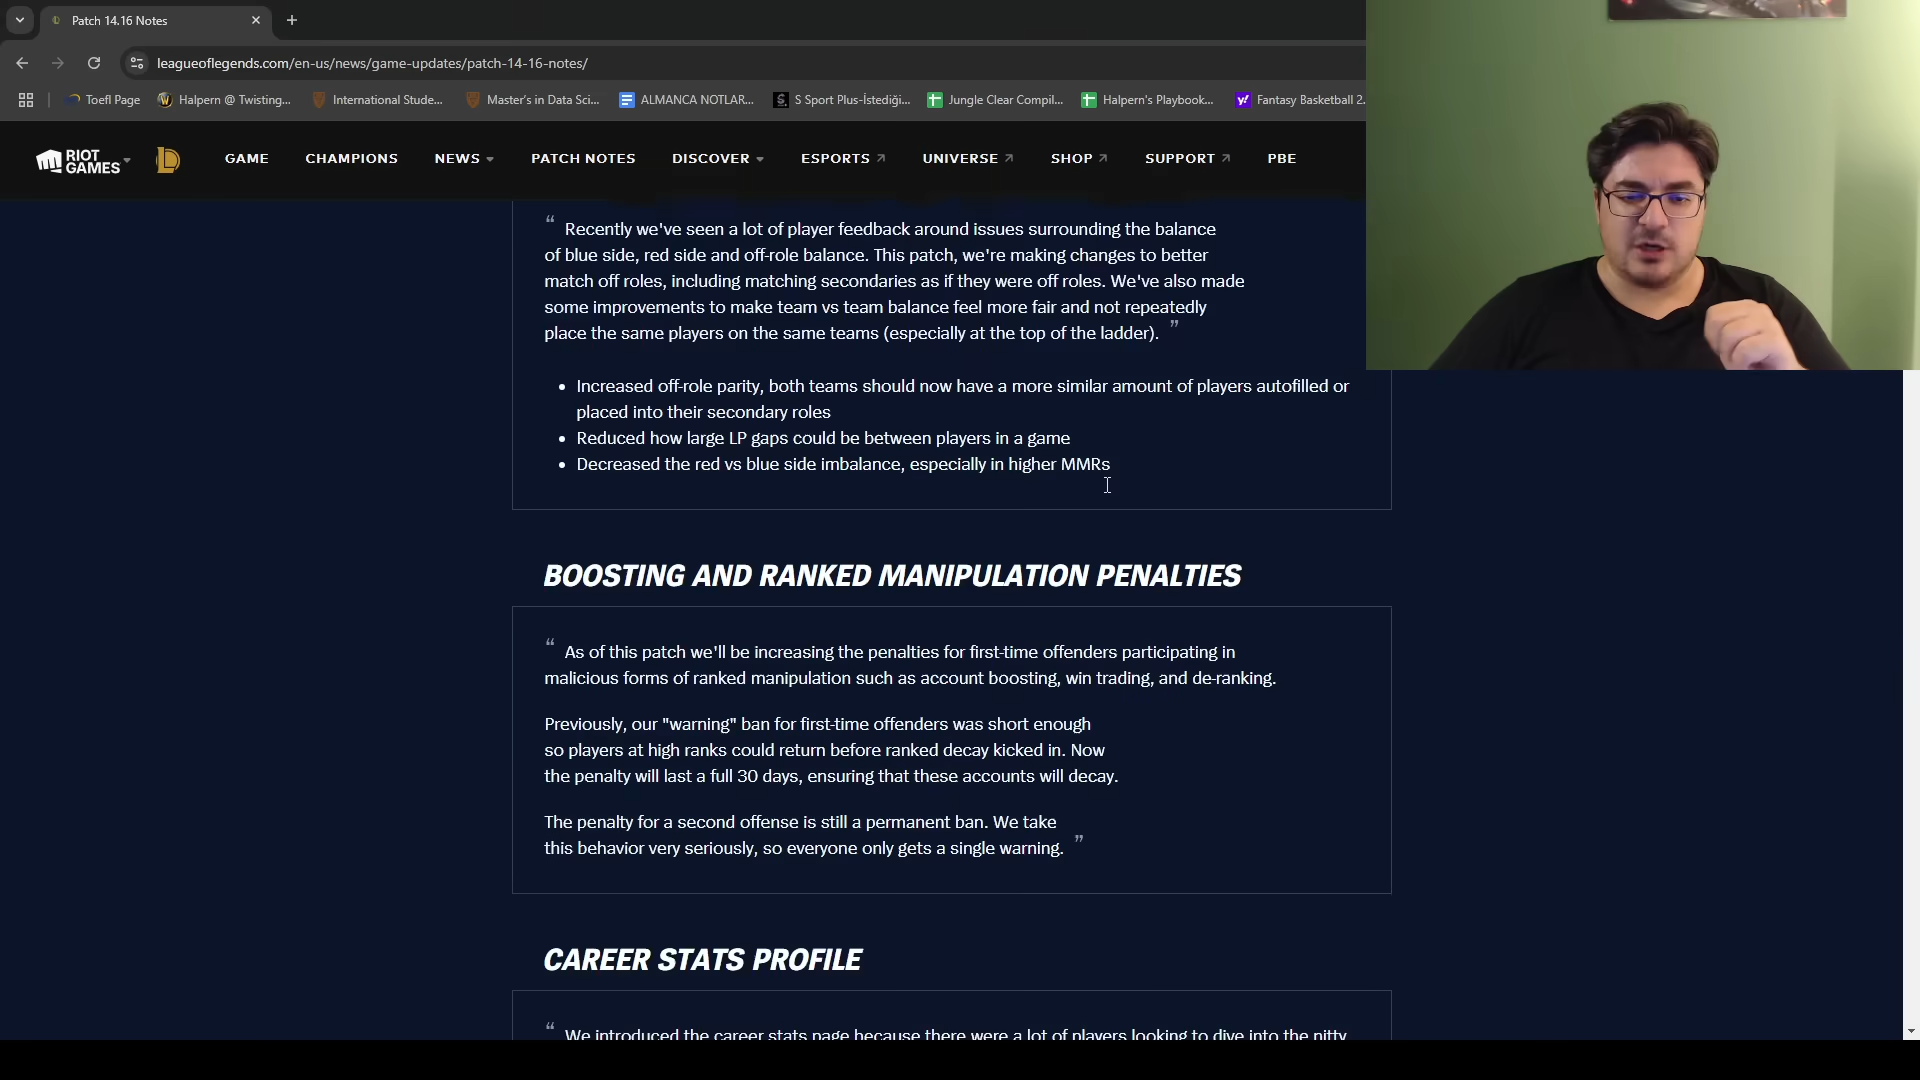 Patch 14.16 Notes
leagueoflegends.com/en-us/news/game-updates/patch-14-16-notes/
Toefl Page
Halpern @ Twisting...
International Stude...
Master's in Data Sci...
ALMANCA NOTLAR...
S Sport Plus-İstediği...
Jungle Clear Compil...
Halpern's Playbook...
Fantasy Basketball 2.
RIOT GAMES
GAME
CHAMPIONS
NEWS
PATCH NOTES
DISCOVER
ESPORTS
UNIVERSE
SHOP
SUPPORT
PBE
“ Recently we've seen a lot of player feedback around issues surrounding the balance
of blue side, red side and off-role balance. This patch, we're making changes to better
match off roles, including matching secondaries as if they were off roles. We've also made
some improvements to make team vs team balance feel more fair and not repeatedly
place the same players on the same teams (especially at the top of the ladder). ”
• Increased off-role parity, both teams should now have a more similar amount of players autofilled or
placed into their secondary roles
• Reduced how large LP gaps could be between players in a game
• Decreased the red vs blue side imbalance, especially in higher MMRs
BOOSTING AND RANKED MANIPULATION PENALTIES
“ As of this patch we'll be increasing the penalties for first-time offenders participating in
malicious forms of ranked manipulation such as account boosting, win trading, and de-ranking.
Previously, our "warning" ban for first-time offenders was short enough
so players at high ranks could return before ranked decay kicked in. Now
the penalty will last a full 30 days, ensuring that these accounts will decay.
The penalty for a second offense is still a permanent ban. We take
this behavior very seriously, so everyone only gets a single warning. ”
CAREER STATS PROFILE
“ We introduced the career stats page because there were a lot of players looking to dive into the nitty